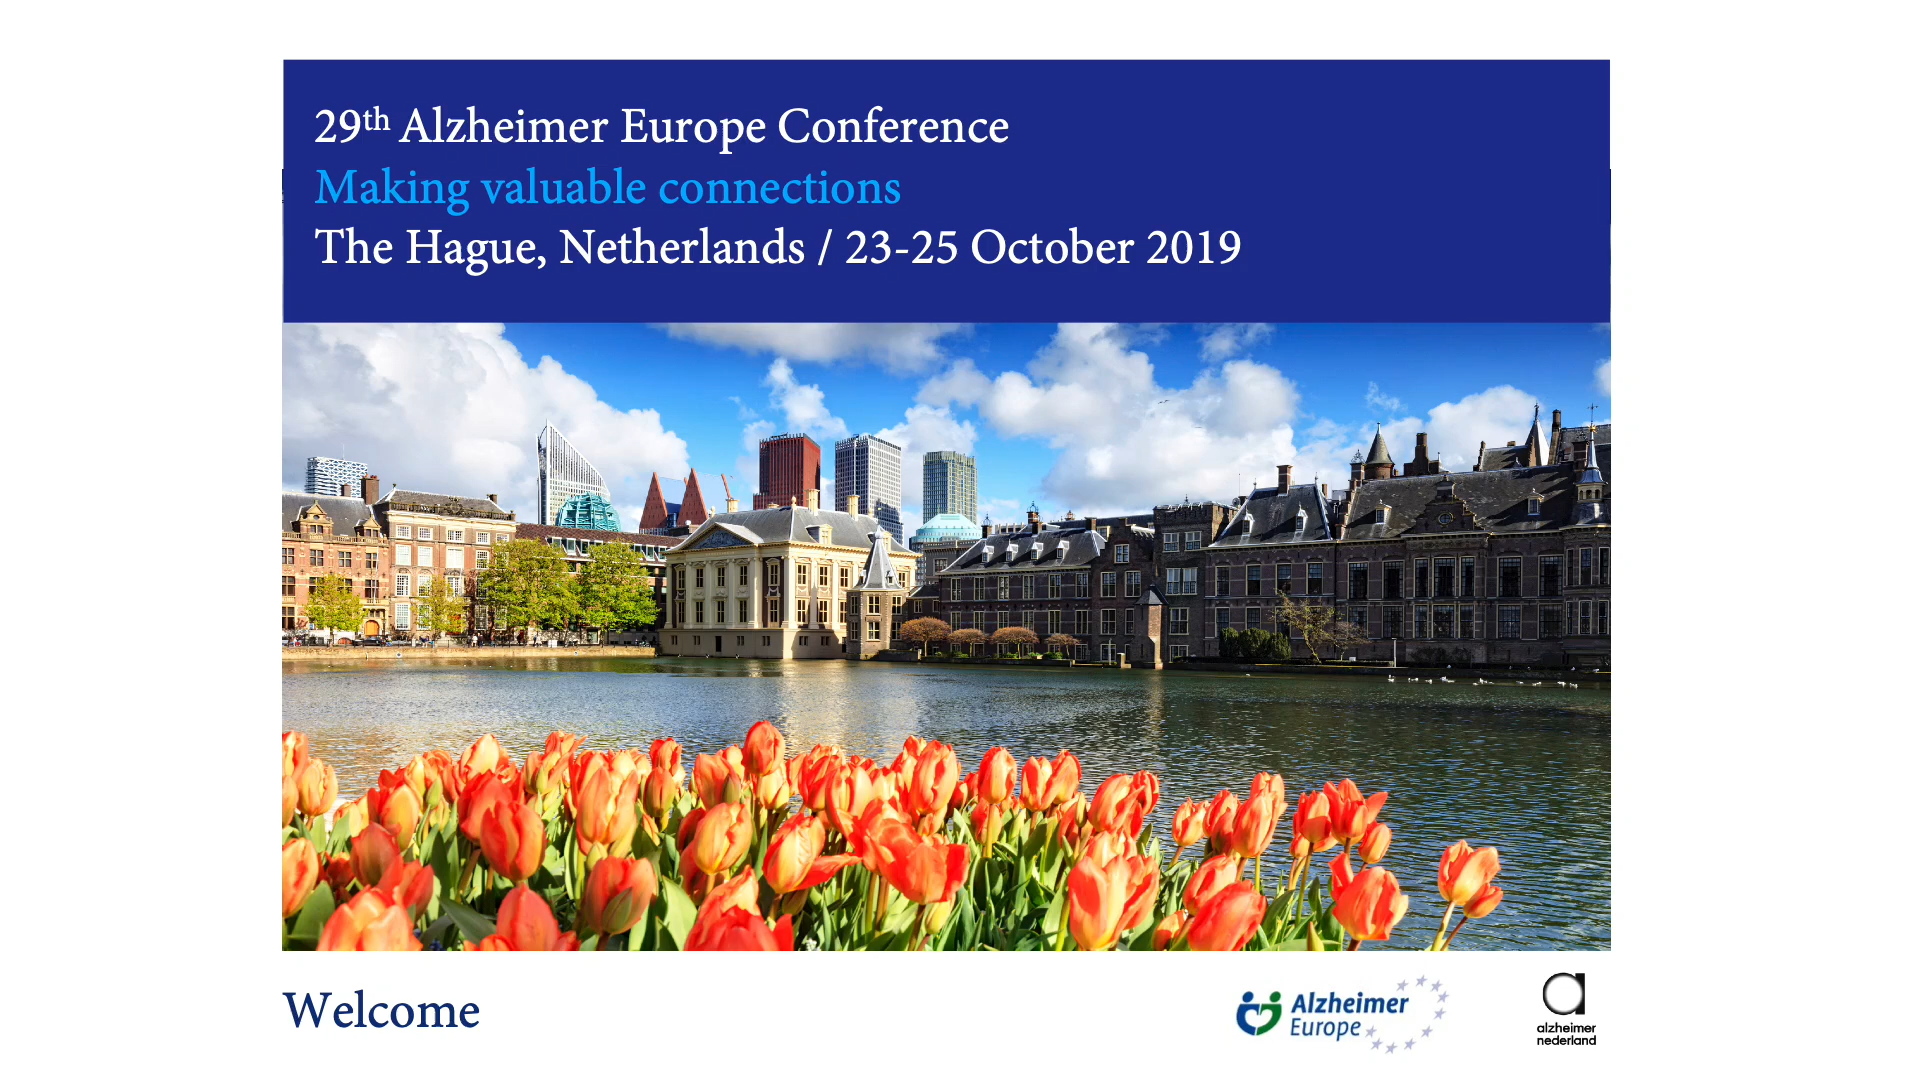 29th Alzheimer Europe Conference
Making valuable connections
The Hague, Netherlands / 23-25 October 2019
Welcome
Alzheimer
Europe
alzheimer
nederland